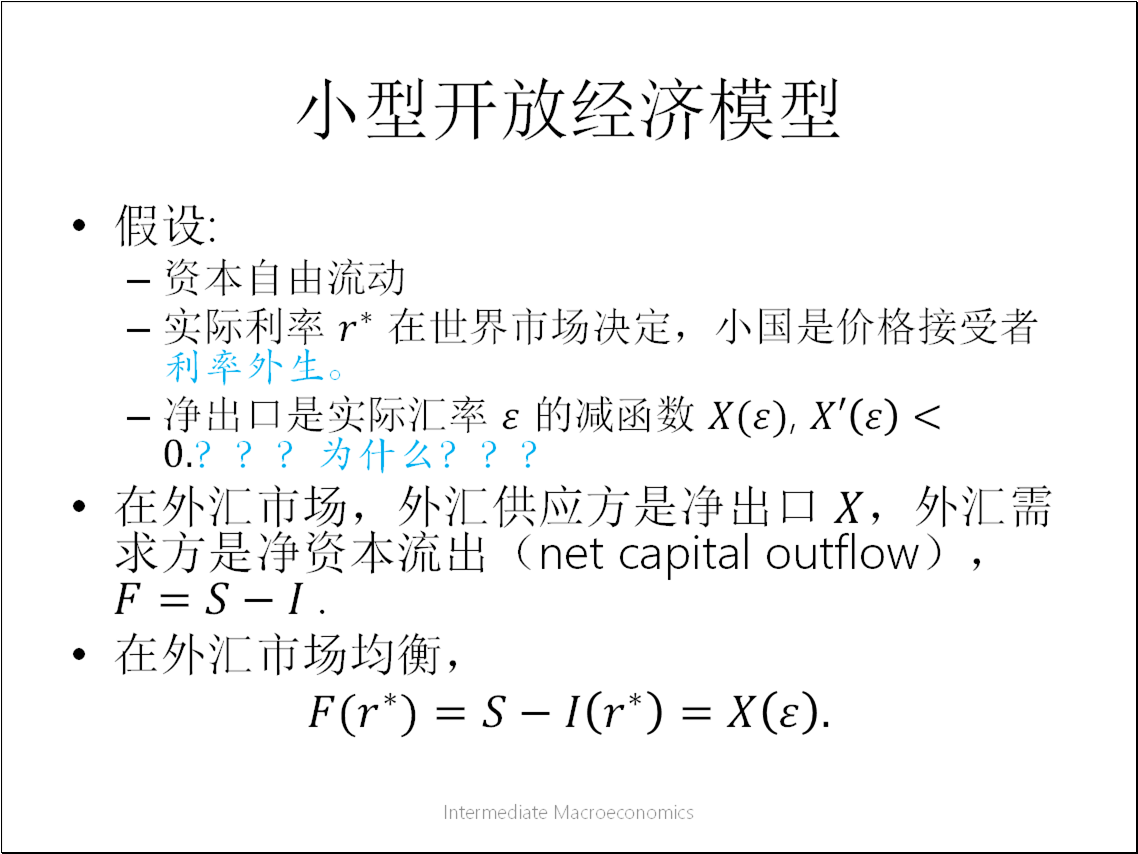 小型开放经济模型
• 假设:
– 资本自由流动
– 实际利率 r* 在世界市场决定，小国是价格接受者
利率外生。
– 净出口是实际汇率 ε 的减函数 X(ε), X′(ε) <
0.？？？为什么？？？
• 在外汇市场，外汇供应方是净出口 X，外汇需
求方是净资本流出（net capital outflow），
F = S − I .
• 在外汇市场均衡，
F(r*) = S − I(r*) = X(ε).
Intermediate Macroeconomics